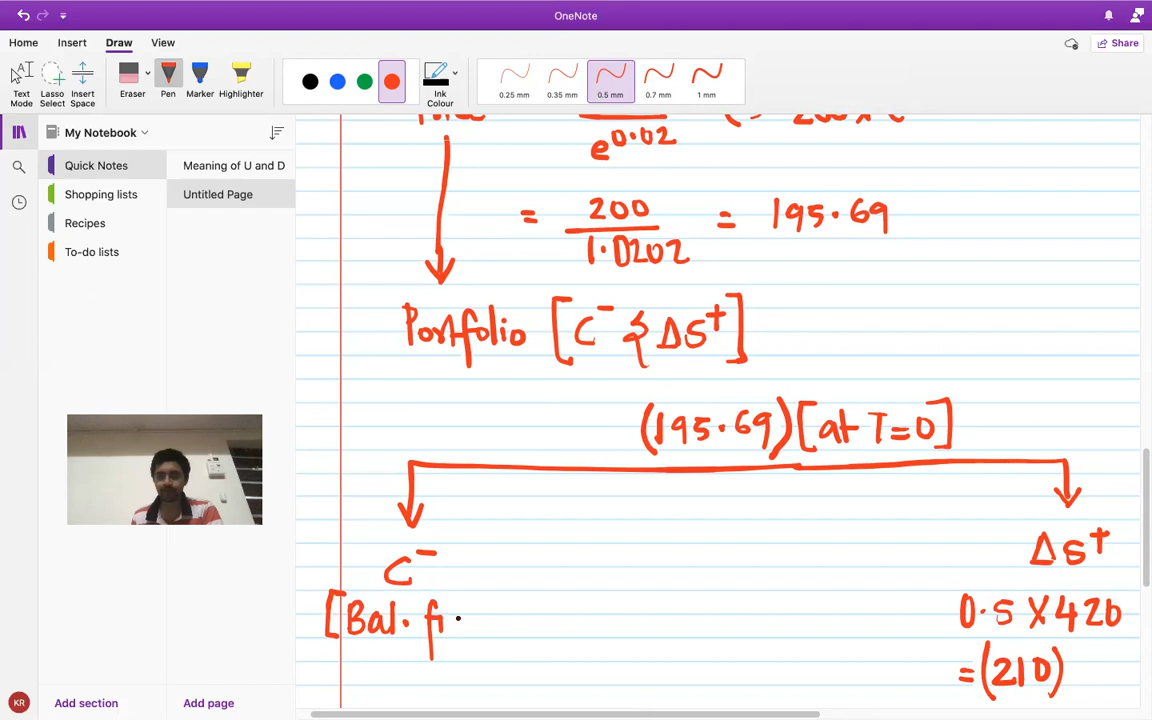 OneNote
Home Insert Draw View
Share
Text Mode
Lasso Select
Insert Space
Eraser
Pen
Marker
Highlighter
Ink Colour
0.25 mm
0.35 mm
0.5 mm
0.7 mm
1 mm
My Notebook
Quick Notes
Shopping lists
Recipes
To-do lists
Meaning of U and D
Untitled Page
e^0.02
= 200 / 1.0202 = 195.69
Portfolio [C⁻ & ΔS⁺]
(195.69) [at T=0]
C⁻
ΔS⁺
[Bal. fi
0.5 X 420
= (210)
KR
Add section
Add page